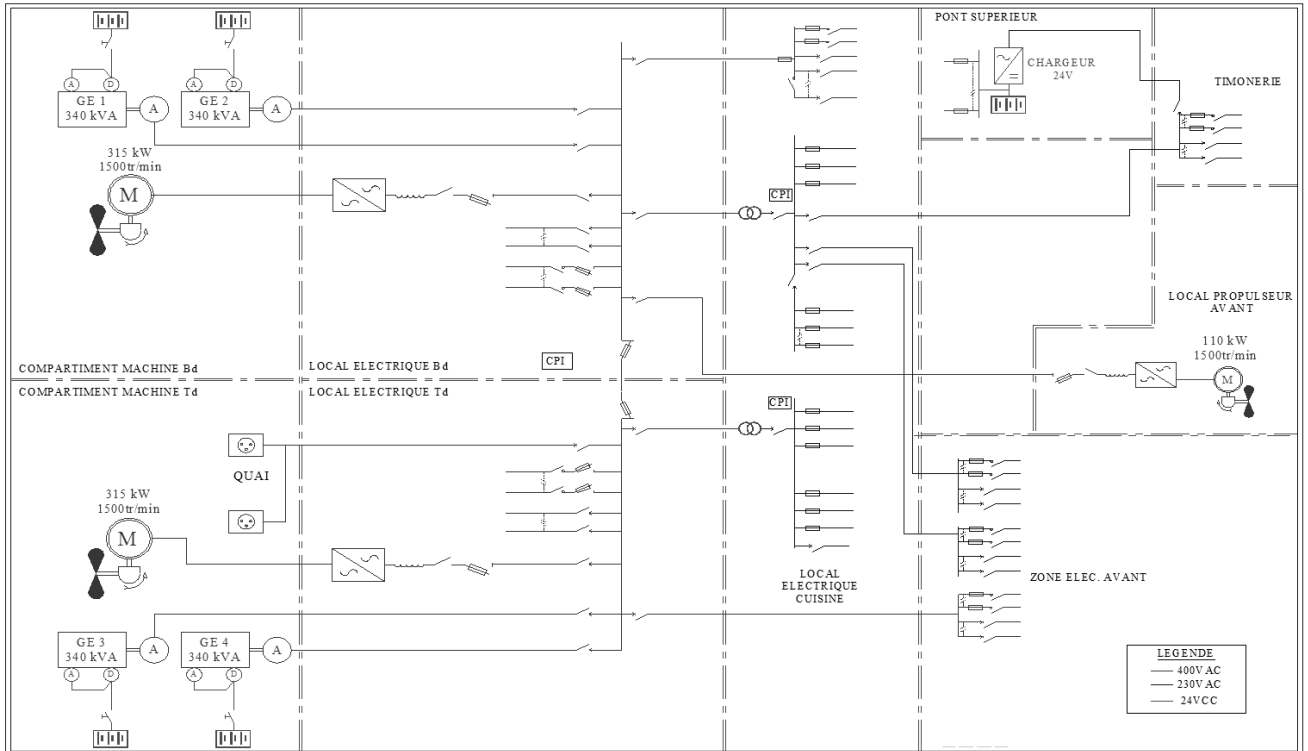 PONT SUPERIEUR
CHARGEUR
24V
TIMONERIE
A
D
A
D
GE 1
340 kVA
A
GE 2
340 kVA
A
315 kW
1500tr/min
M
CPI
LOCAL PROPULSEUR
AVANT
110 kW
1500tr/min
M
CPI
COMPARTIMENT MACHINE Bd
LOCAL ELECTRIQUE Bd
COMPARTIMENT MACHINE Td
LOCAL ELECTRIQUE Td
CPI
QUAI
315 kW
1500tr/min
M
LOCAL
ELECTRIQUE
CUISINE
ZONE ELEC. AVANT
GE 3
340 kVA
A
GE 4
340 kVA
A
A
D
A
D
LEGENDE
400V AC
230V AC
24VCC